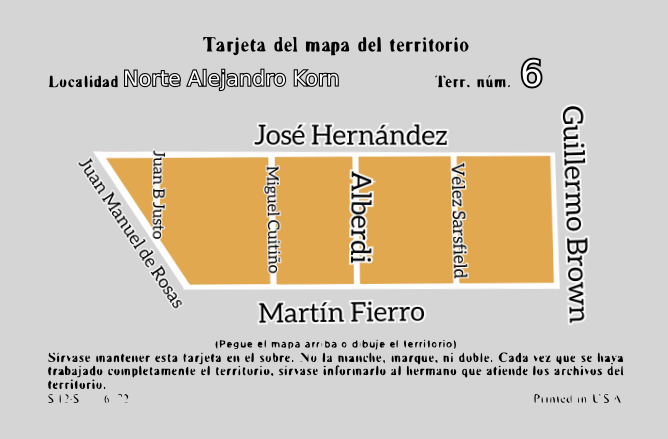 Tarjeta del mapa del territorio
Localidad Norte Alejandro Korn Terr. núm. 6
José Hernández
Guillermo Brown
Juan Manuel de Rosas
Juan B Justo
Miguel Cuitiño
Alberdi
Vélez Sarsfield
Martín Fierro
(Pegue el mapa arriba o dibuje el territorio)
Sírvase mantener esta tarjeta en el sobre. No la manche, marque, ni doble. Cada vez que se haya
trabajado completamente el territorio, sírvase informarlo al hermano que atiende los archivos del
territorio.
S-12-S 6 72 Printed in U S A